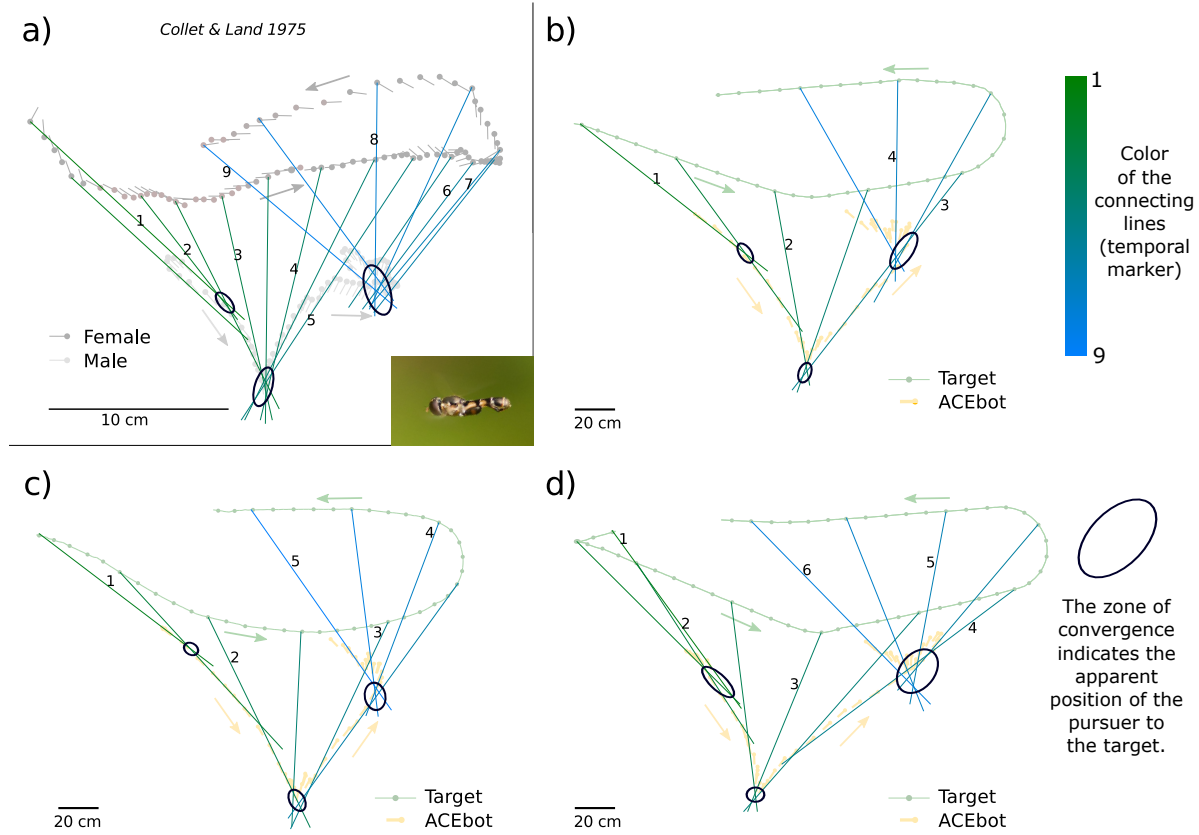 a)
Collet & Land 1975
1
2
3
4
5
6
7
8
9
Female
Male
10 cm
b)
1
2
3
4
Target
ACEbot
20 cm
1
Color
of the
connecting
lines
(temporal
marker)
9
c)
1
2
3
4
5
Target
ACEbot
20 cm
d)
1
2
3
4
5
6
Target
ACEbot
20 cm
The zone of
convergence
indicates the
apparent
position of the
pursuer to
the target.